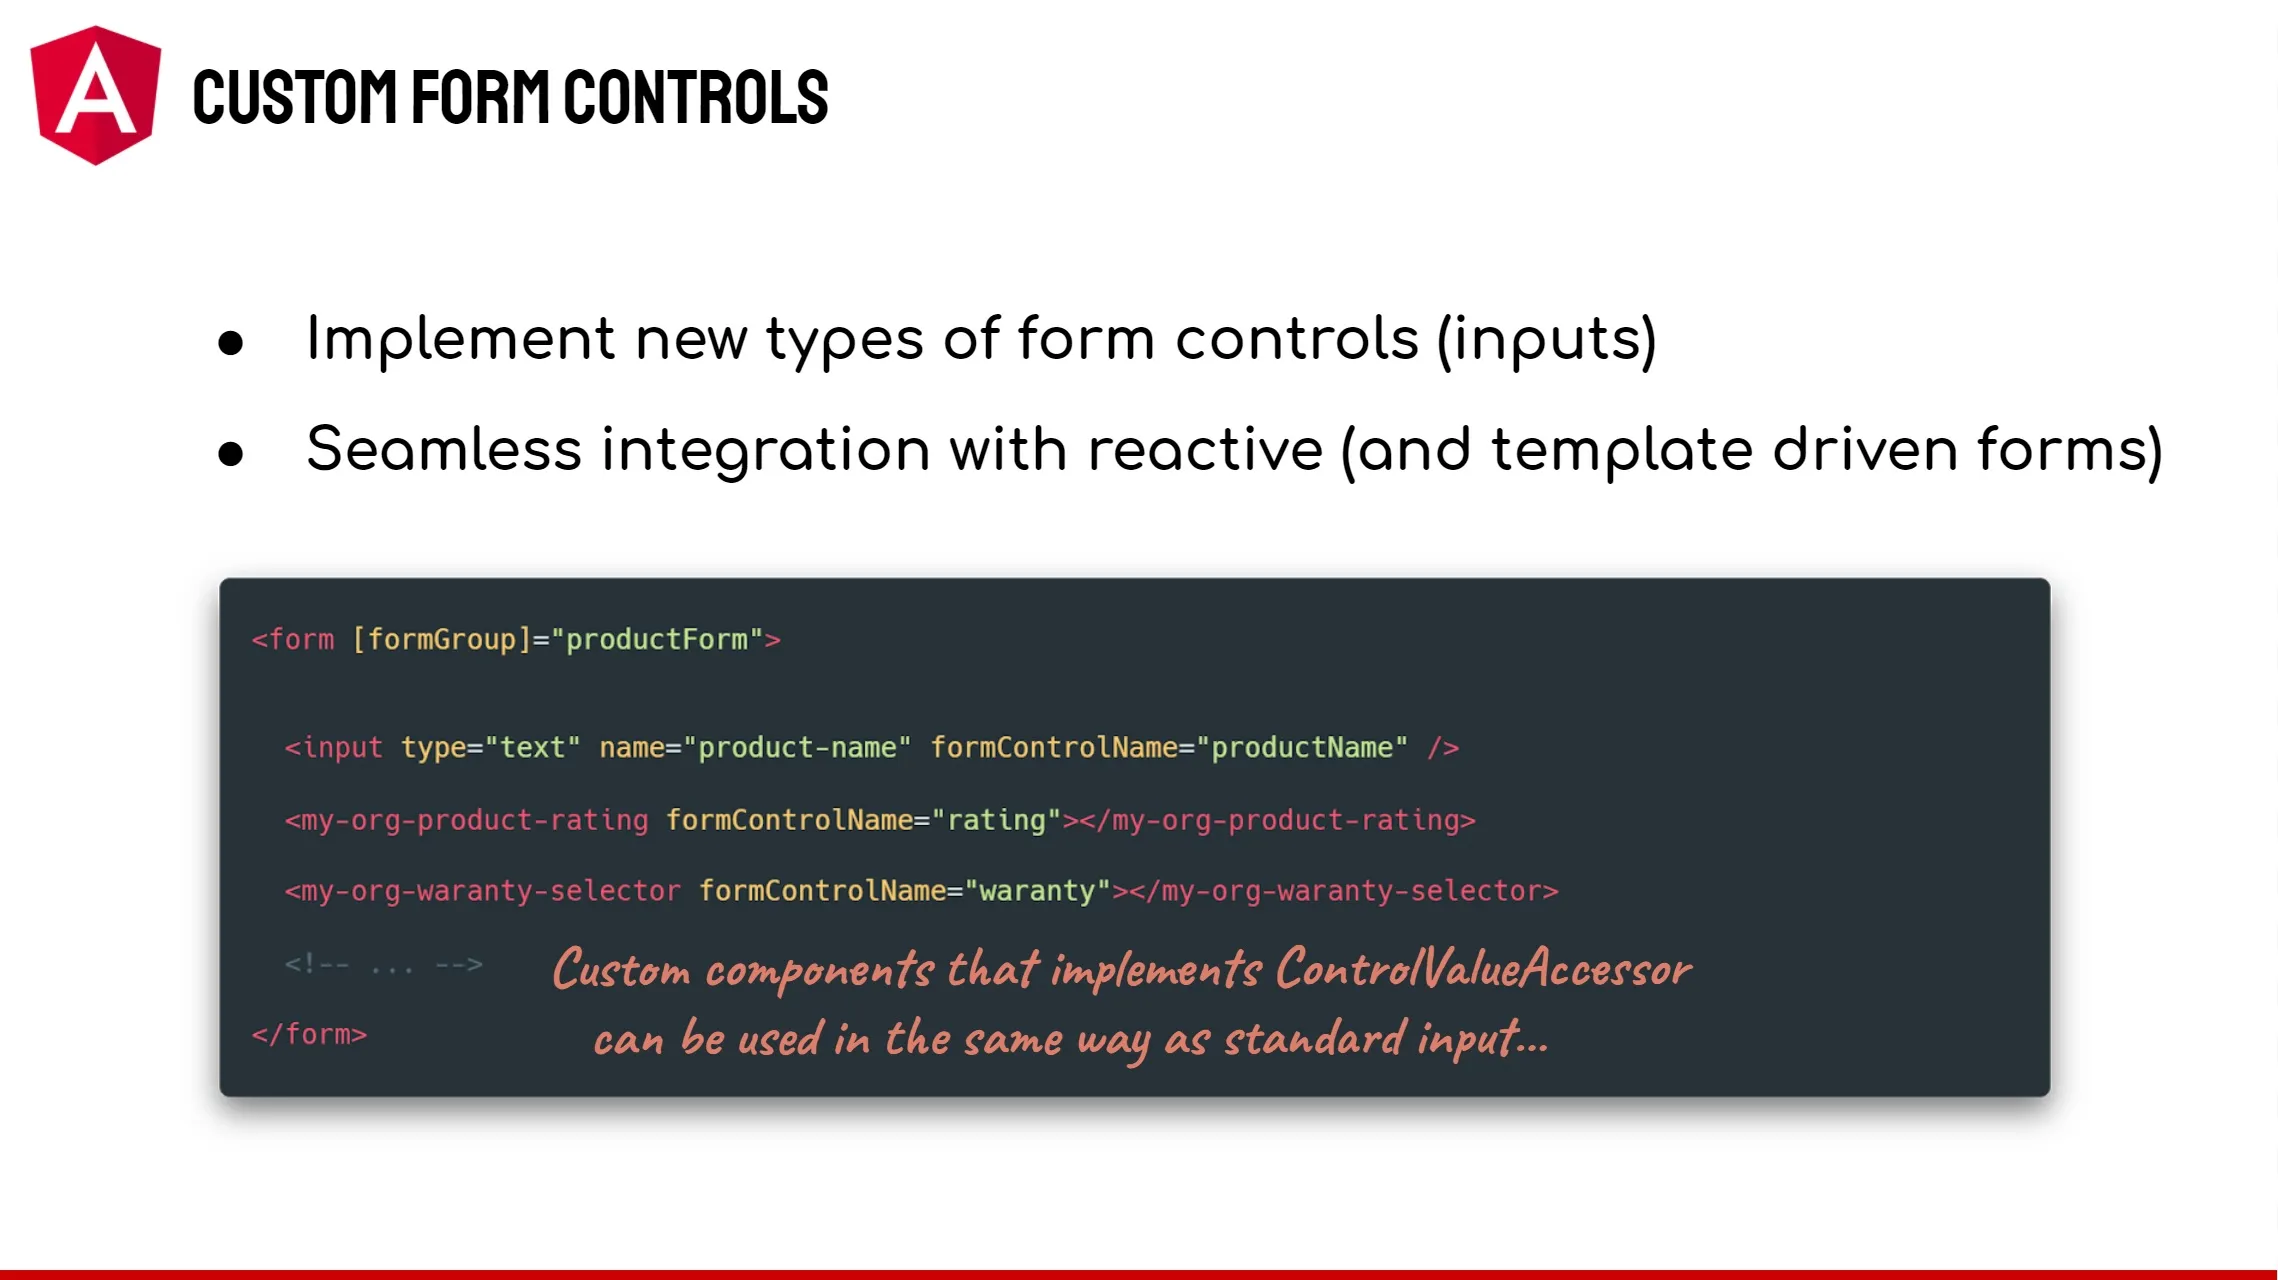 A
CUSTOM FORM CONTROLS
● Implement new types of form controls (inputs)
● Seamless integration with reactive (and template driven forms)
<form [formGroup]="productForm">
<input type="text" name="product-name" formControlName="productName" />
<my-org-product-rating formControlName="rating"></my-org-product-rating>
<my-org-waranty-selector formControlName="waranty"></my-org-waranty-selector>
<!-- ... -->
Custom components that implements ControlValueAccessor
can be used in the same way as standard input...
</form>